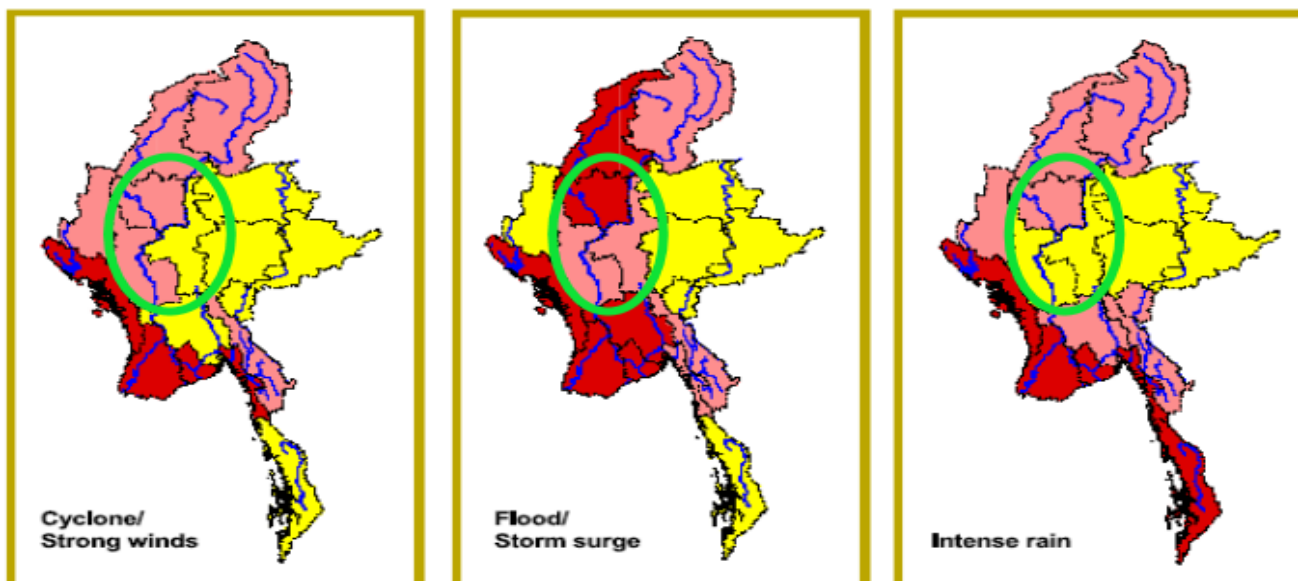 Cyclone/
Strong winds
Flood/
Storm surge
Intense rain